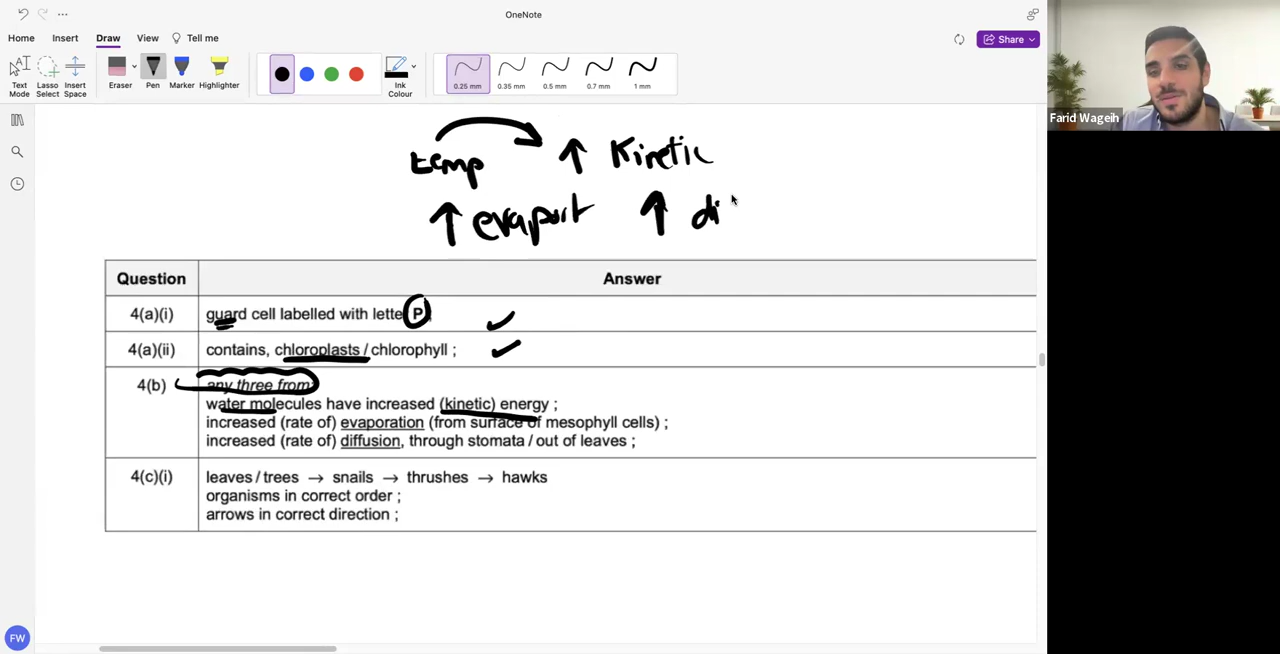 OneNote
Home Insert Draw View Tell me
Share
Text Mode
Lasso Select
Insert Space
Eraser
Pen
Marker
Highlighter
Ink Colour
0.25 mm 0.35 mm 0.5 mm 0.7 mm 1 mm
Farid Wageih
temp ↑ Kinetic
↑ evaport ↑ di
Question Answer
4(a)(i) guard cell labelled with lette P ;
4(a)(ii) contains, chloroplasts / chlorophyll ;
4(b) any three from:
water molecules have increased (kinetic) energy ;
increased (rate of) evaporation (from surface of mesophyll cells) ;
increased (rate of) diffusion, through stomata / out of leaves ;
4(c)(i) leaves / trees → snails → thrushes → hawks
organisms in correct order ;
arrows in correct direction ;
FW